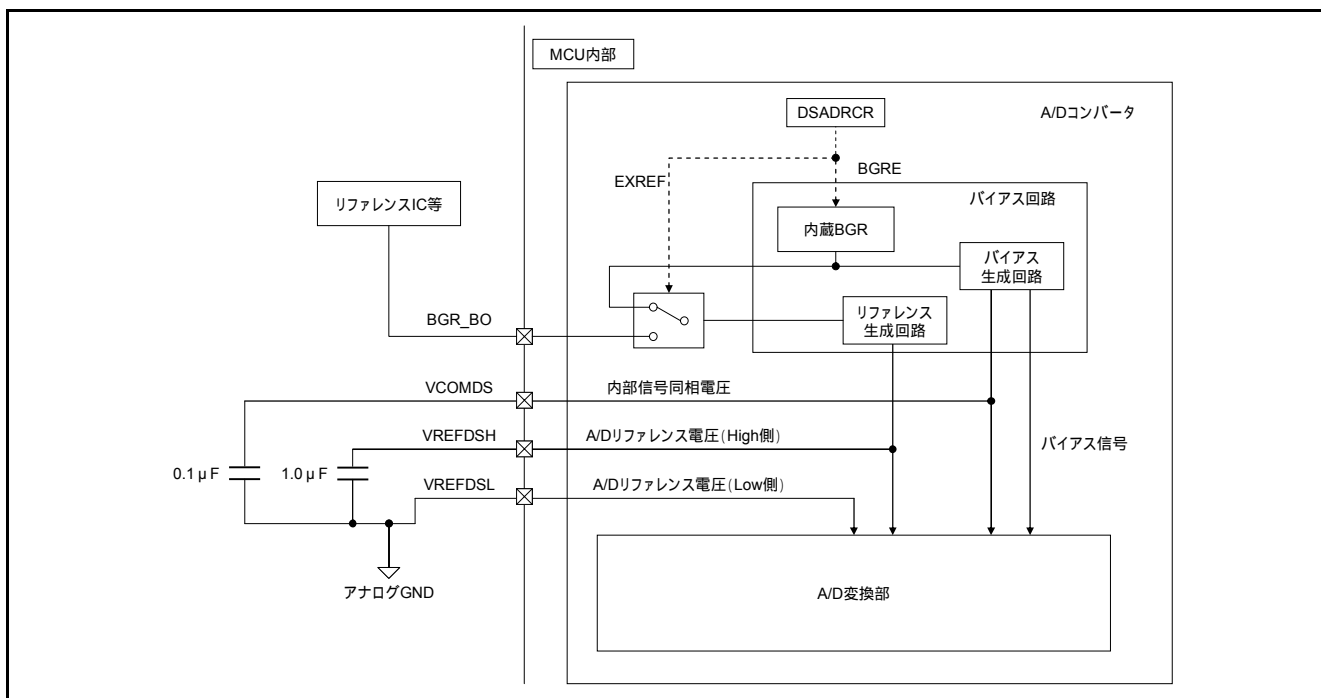 MCU内部
DSADRCR
A/Dコンバータ
EXREF
BGRE
バイアス回路
リファレンスIC等
内蔵BGR
バイアス
生成回路
BGR_BO
リファレンス
生成回路
VCOMDS
内部信号同相電圧
VREFDSH
A/Dリファレンス電圧(High側)
バイアス信号
0.1μF
1.0μF
VREFDSL
A/Dリファレンス電圧(Low側)
アナログGND
A/D変換部